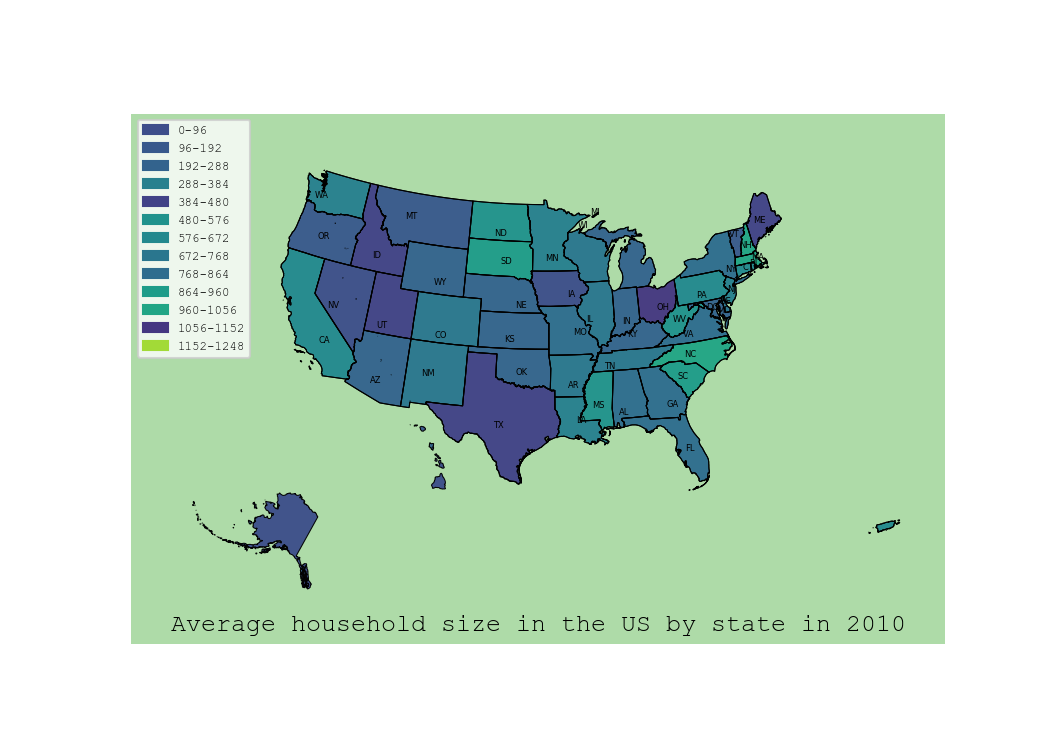 0-96
96-192
192-288
288-384
384-480
480-576
576-672
672-768
768-864
864-960
960-1056
1056-1152
1152-1248
WA
MT
ND
MN
MI
WI
ME
VT
NH
OR
ID
SD
WY
NY
NV
UT
CO
NE
IA
IL
IN
OH
PA
CA
KS
MO
KY
WV
VA
AZ
NM
OK
AR
TN
NC
SC
TX
LA
MS
AL
GA
FL
Average household size in the US by state in 2010